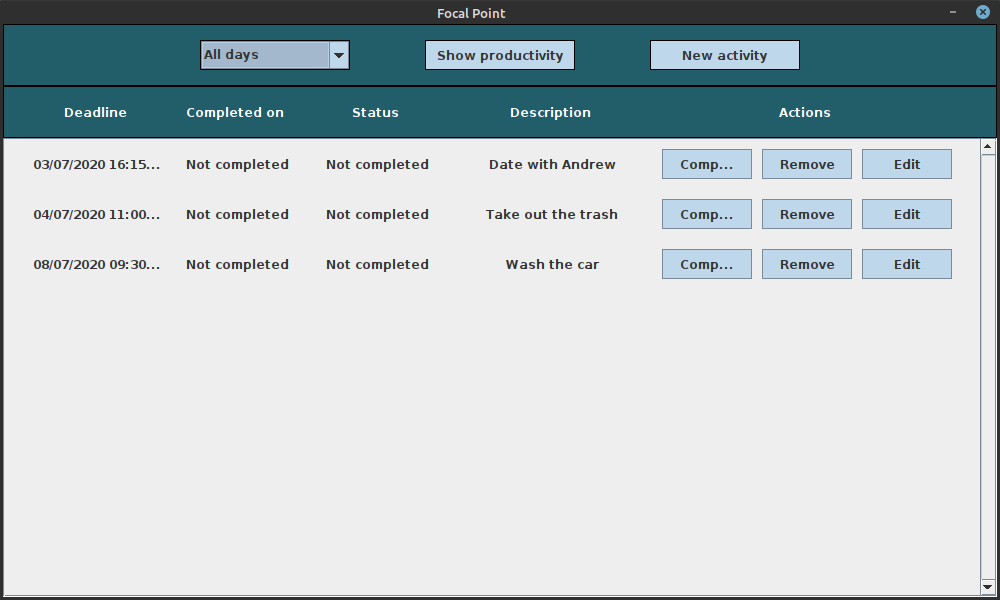 Focal Point
All days Show productivity New activity
Deadline Completed on Status Description Actions
03/07/2020 16:15... Not completed Not completed Date with Andrew Comp... Remove Edit
04/07/2020 11:00... Not completed Not completed Take out the trash Comp... Remove Edit
08/07/2020 09:30... Not completed Not completed Wash the car Comp... Remove Edit